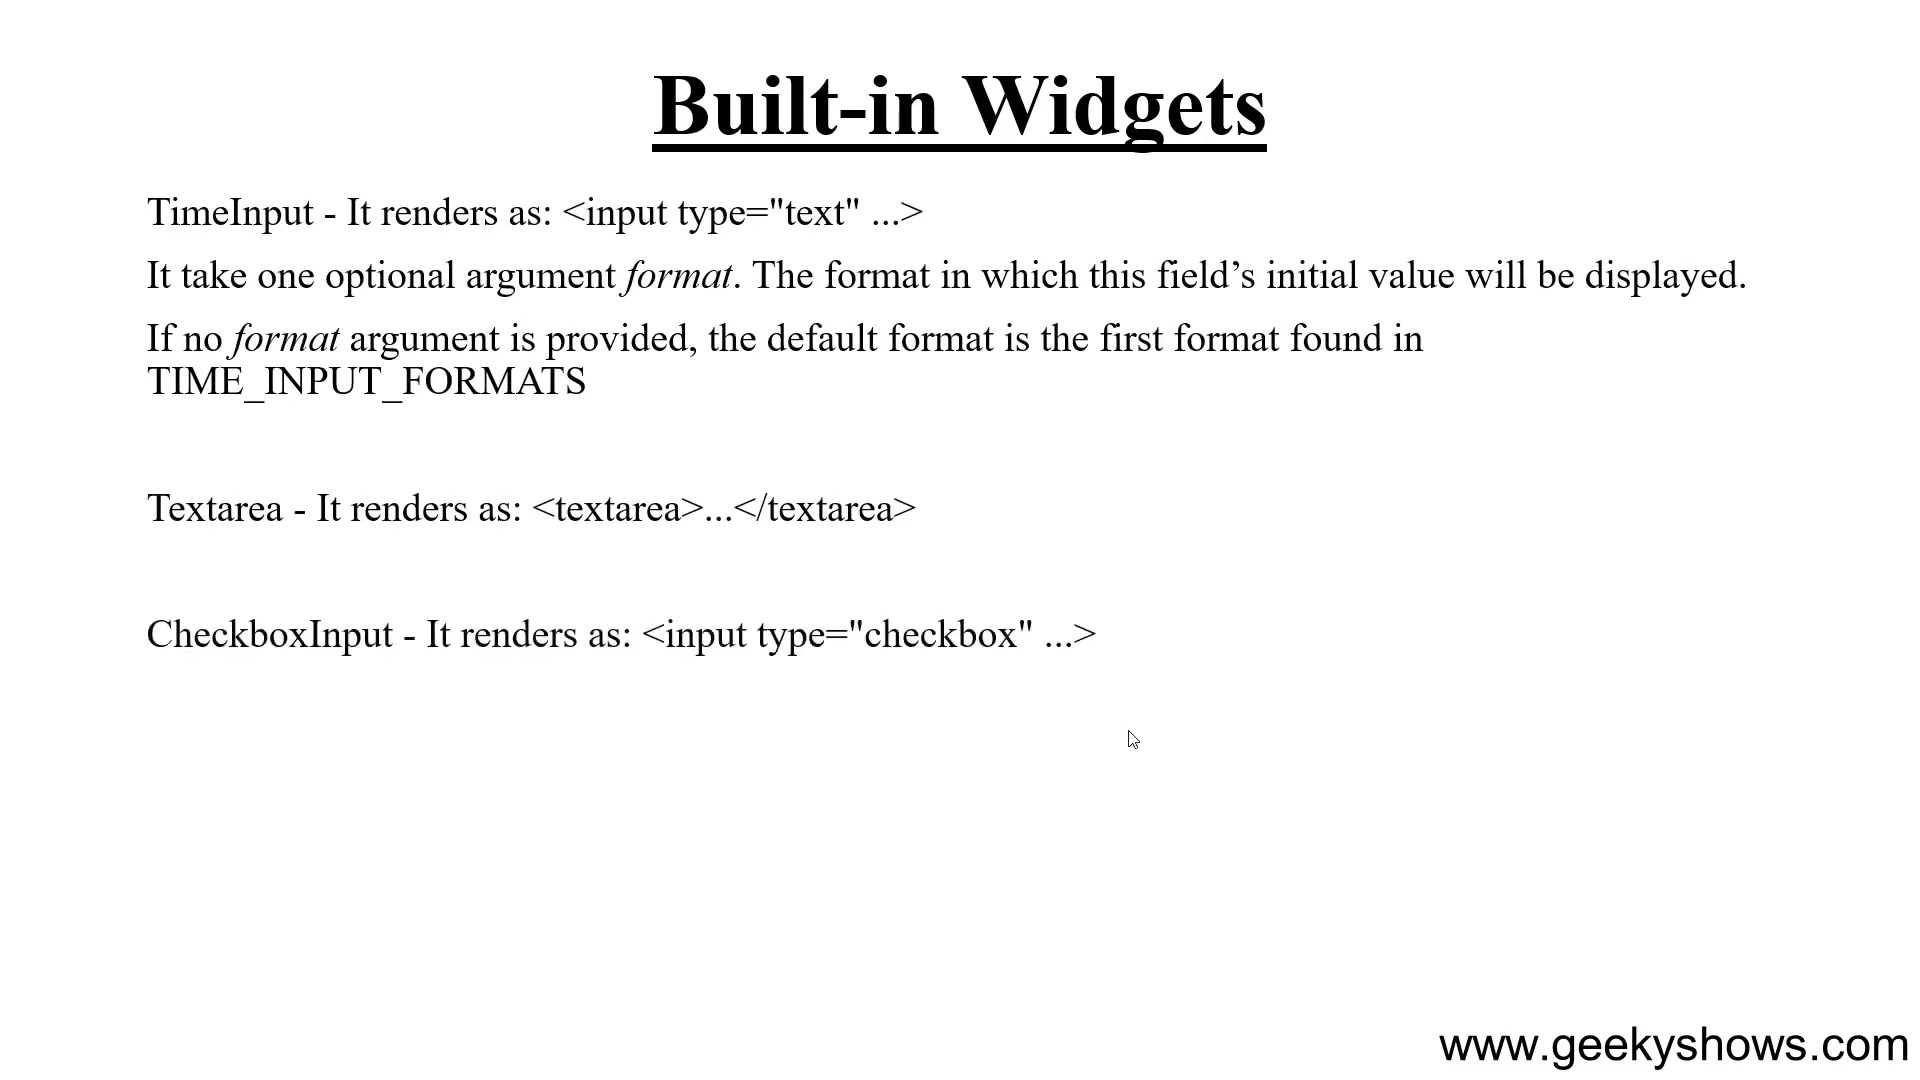 Built-in Widgets
TimeInput - It renders as: <input type="text" ...>
It take one optional argument format. The format in which this field’s initial value will be displayed.
If no format argument is provided, the default format is the first format found in
TIME_INPUT_FORMATS
Textarea - It renders as: <textarea>...</textarea>
CheckboxInput - It renders as: <input type="checkbox" ...>
www.geekyshows.com